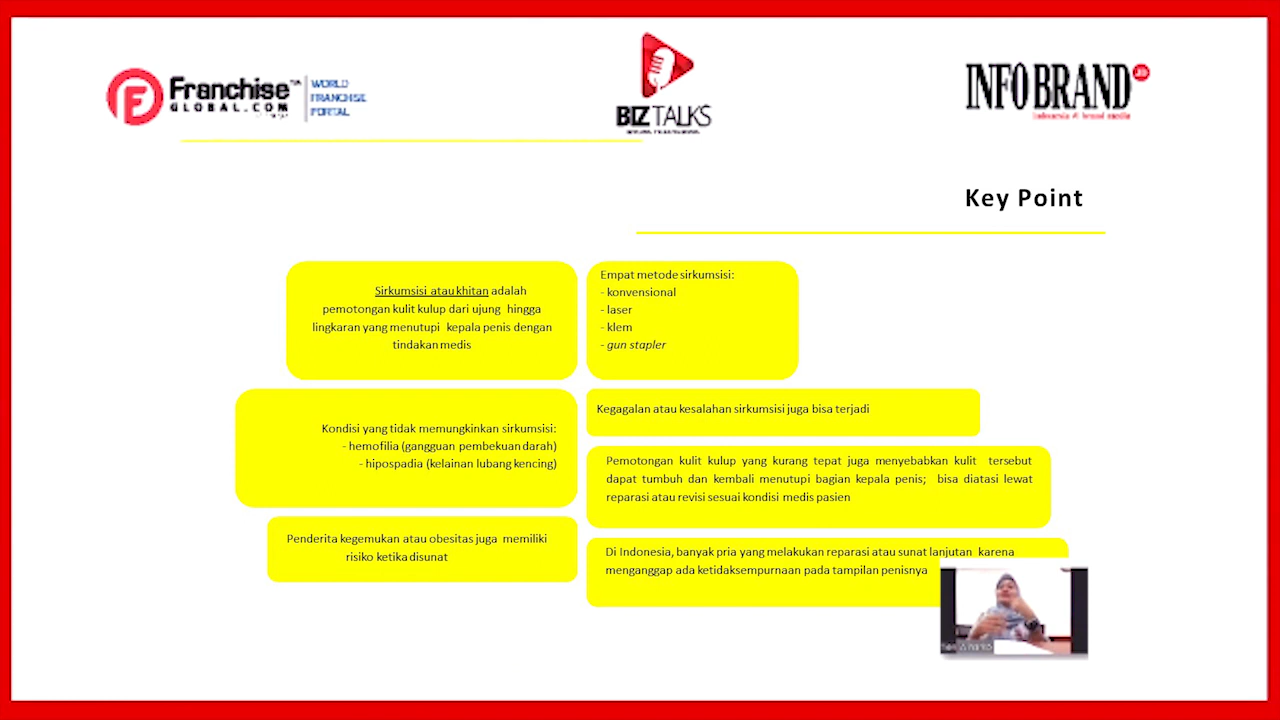 Franchise
GLOBAL.COM
WORLD
FRANCHISE
PORTAL
BIZTALKS
INFOBRAND
Key Point
Sirkumsisi atau khitan adalah
pemotongan kulit kulup dari ujung hingga
lingkaran yang menutupi kepala penis dengan
tindakan medis
Empat metode sirkumsisi:
- konvensional
- laser
- klem
- gun stapler
Kondisi yang tidak memungkinkan sirkumsisi:
- hemofilia (gangguan pembekuan darah)
- hipospadia (kelainan lubang kencing)
Kegagalan atau kesalahan sirkumsisi juga bisa terjadi
Pemotongan kulit kulup yang kurang tepat juga menyebabkan kulit tersebut
dapat tumbuh dan kembali menutupi bagian kepala penis; bisa diatasi lewat
reparasi atau revisi sesuai kondisi medis pasien
Penderita kegemukan atau obesitas juga memiliki
risiko ketika disunat
Di Indonesia, banyak pria yang melakukan reparasi atau sunat lanjutan karena
menganggap ada ketidaksempurnaan pada tampilan penisnya